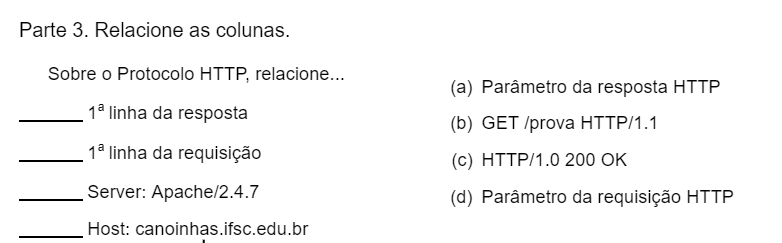 Parte 3. Relacione as colunas.
Sobre o Protocolo HTTP, relacione...
_______ 1ª linha da resposta
_______ 1ª linha da requisição
_______ Server: Apache/2.4.7
_______ Host: canoinhas.ifsc.edu.br
(a) Parâmetro da resposta HTTP
(b) GET /prova HTTP/1.1
(c) HTTP/1.0 200 OK
(d) Parâmetro da requisição HTTP